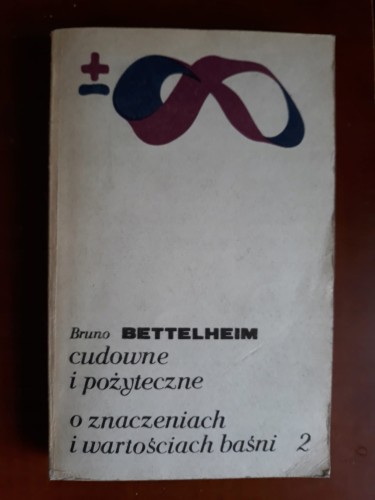 ±
Bruno BETTELHEIM
cudowne
i pożyteczne
o znaczeniach
i wartościach baśni 2